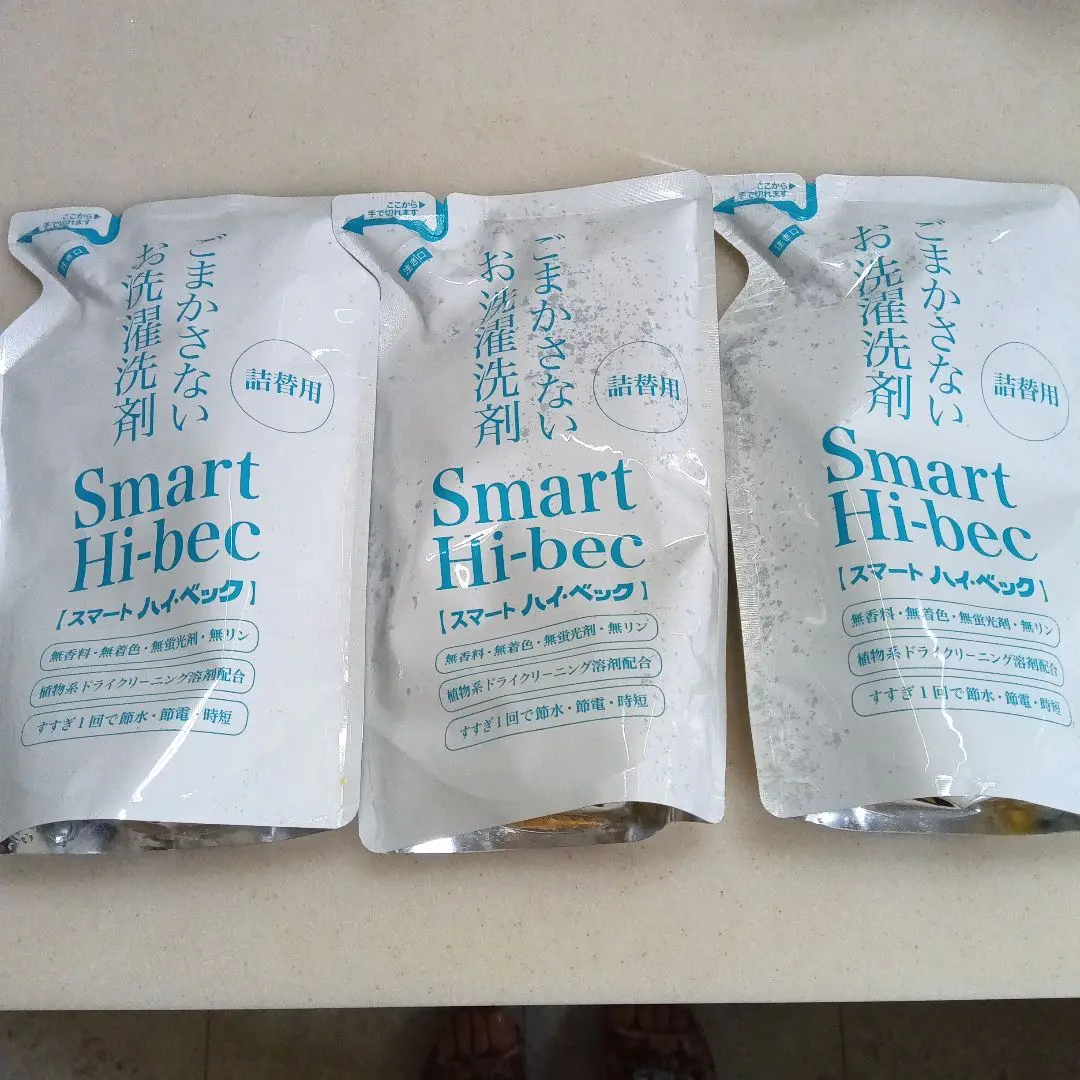 ここから▶
手で切れます
注ぎ口
ごまかさない
お洗濯洗剤
詰替用
Smart
Hi-bec
【スマート ハイ・ベック】
無香料・無着色・無蛍光剤・無リン
植物系ドライクリーニング溶剤配合
すすぎ1回で節水・節電・時短
ここから▶
手で切れます
注ぎ口
ごまかさない
お洗濯洗剤
詰替用
Smart
Hi-bec
【スマート ハイ・ベック】
無香料・無着色・無蛍光剤・無リン
植物系ドライクリーニング溶剤配合
すすぎ1回で節水・節電・時短
ここから▶
手で切れます
注ぎ口
ごまかさない
お洗濯洗剤
詰替用
Smart
Hi-bec
【スマート ハイ・ベック】
無香料・無着色・無蛍光剤・無リン
植物系ドライクリーニング溶剤配合
すすぎ1回で節水・節電・時短